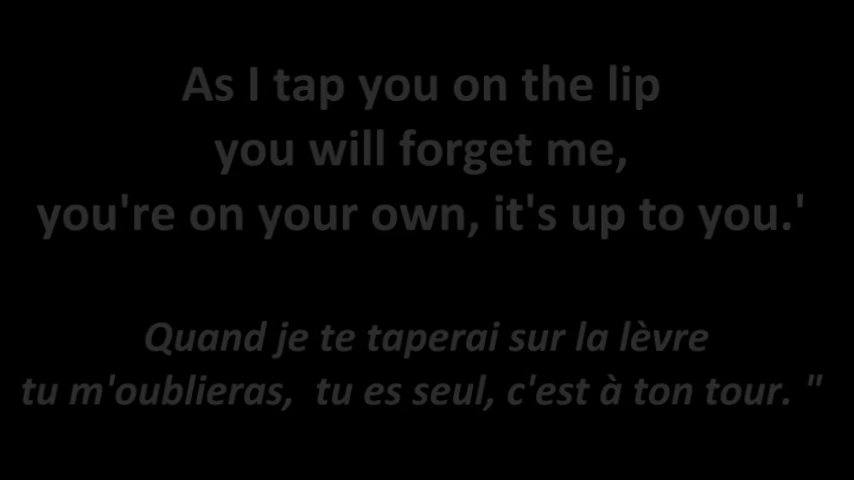 As I tap you on the lip
you will forget me,
you're on your own, it's up to you.'
Quand je te taperai sur la lèvre
tu m'oublieras,  tu es seul, c'est à ton tour. "